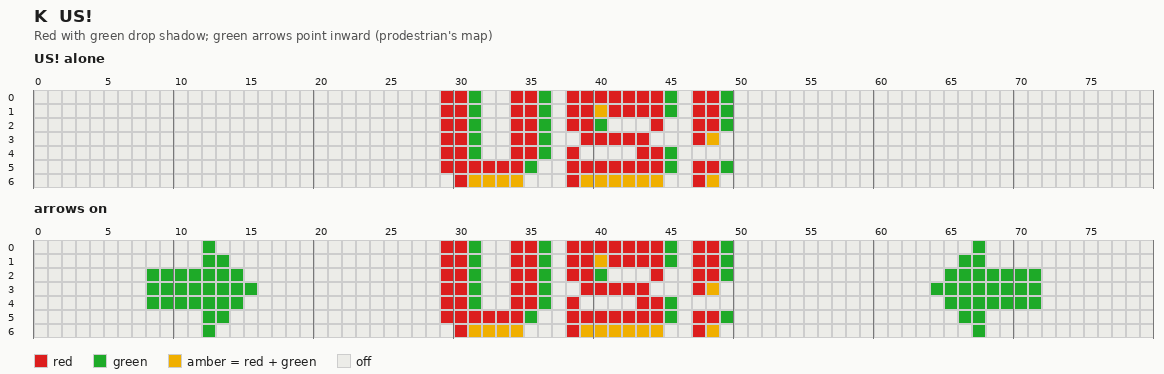 K  US!
Red with green drop shadow; green arrows point inward (prodestrian's map)
US! alone
0 5 10 15 20 25 30 35 40 45 50 55 60 65 70 75
0
1
2
3
4
5
6
US!
arrows on
0 5 10 15 20 25 30 35 40 45 50 55 60 65 70 75
0
1
2
3
4
5
6
US!
red green amber = red + green off